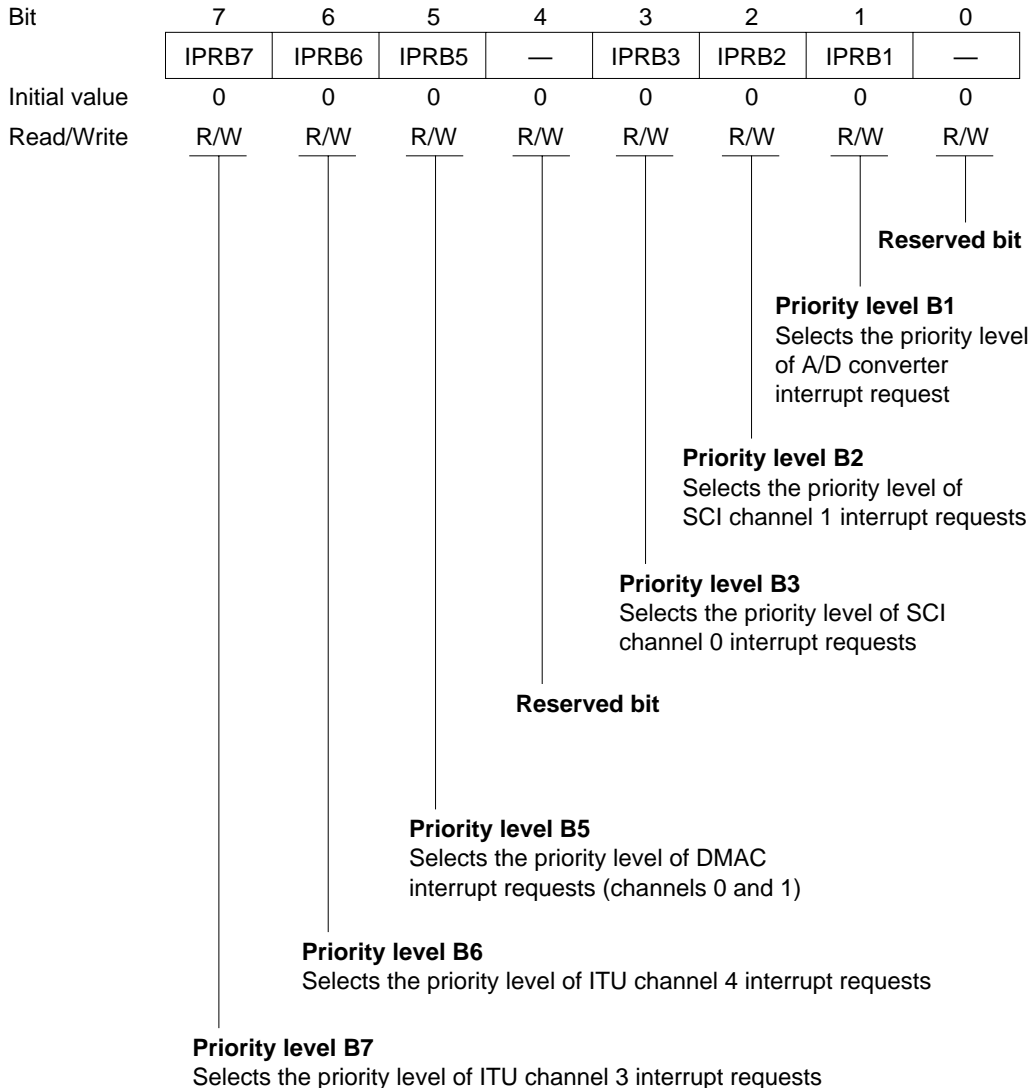 Bit 7 6 5 4 3 2 1 0
IPRB7 IPRB6 IPRB5 — IPRB3 IPRB2 IPRB1 —
Initial value 0 0 0 0 0 0 0 0
Read/Write R/W R/W R/W R/W R/W R/W R/W R/W
Reserved bit
Priority level B1
Selects the priority level
of A/D converter
interrupt request
Priority level B2
Selects the priority level of
SCI channel 1 interrupt requests
Priority level B3
Selects the priority level of SCI
channel 0 interrupt requests
Reserved bit
Priority level B5
Selects the priority level of DMAC
interrupt requests (channels 0 and 1)
Priority level B6
Selects the priority level of ITU channel 4 interrupt requests
Priority level B7
Selects the priority level of ITU channel 3 interrupt requests